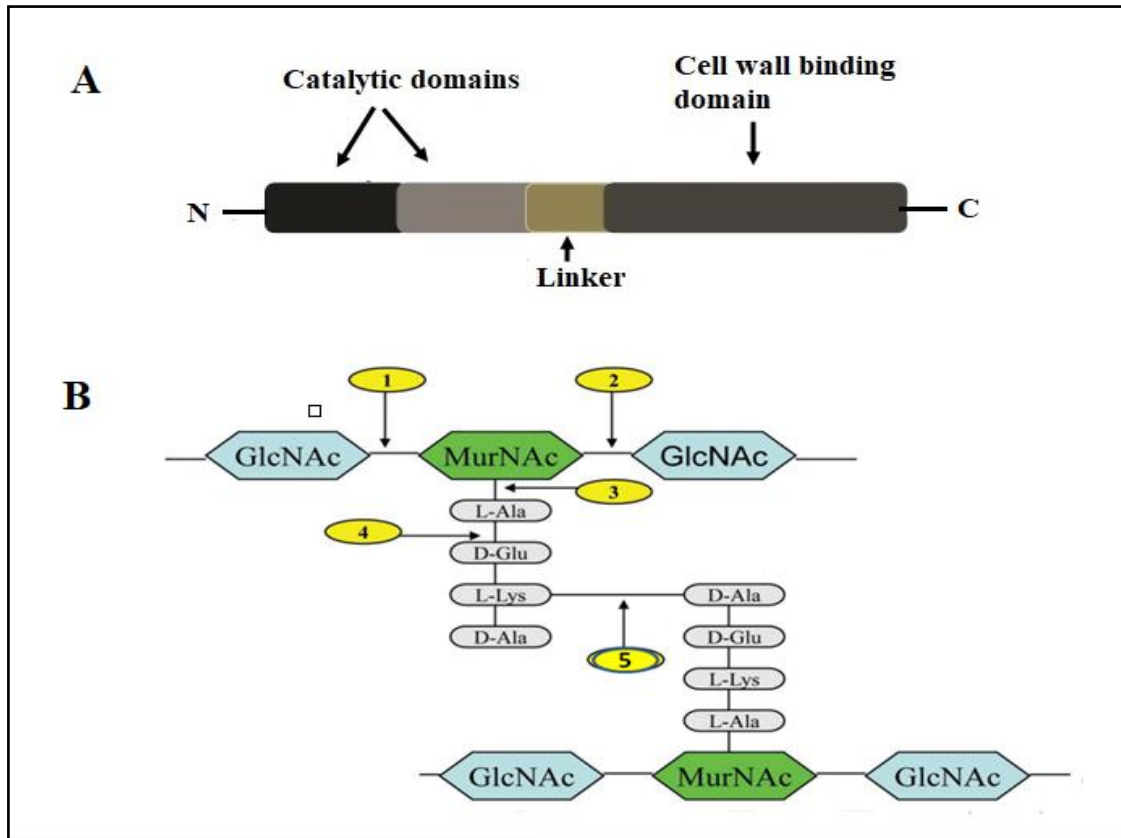 A
Catalytic domains
Cell wall binding
domain
N
C
Linker
B
1
2
GlcNAc
MurNAc
GlcNAc
3
L-Ala
4
D-Glu
L-Lys
D-Ala
D-Ala
D-Glu
5
L-Lys
L-Ala
GlcNAc
MurNAc
GlcNAc